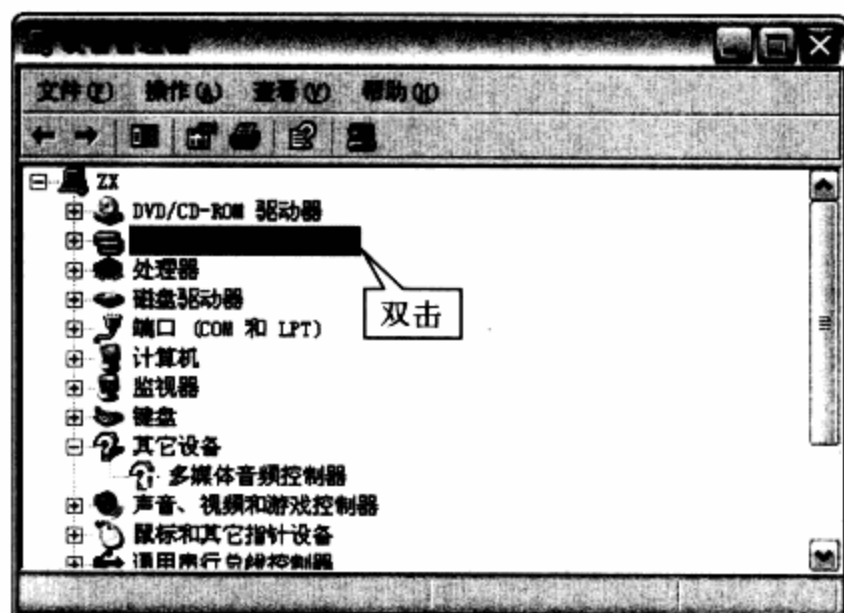 文件(F) 操作(A) 查看(V) 帮助(H)
ZX
DVD/CD-ROM 驱动器
处理器
磁盘驱动器
双击
端口 (COM 和 LPT)
计算机
监视器
键盘
其它设备
多媒体音频控制器
声音、视频和游戏控制器
鼠标和其它指针设备
通用串行总线控制器